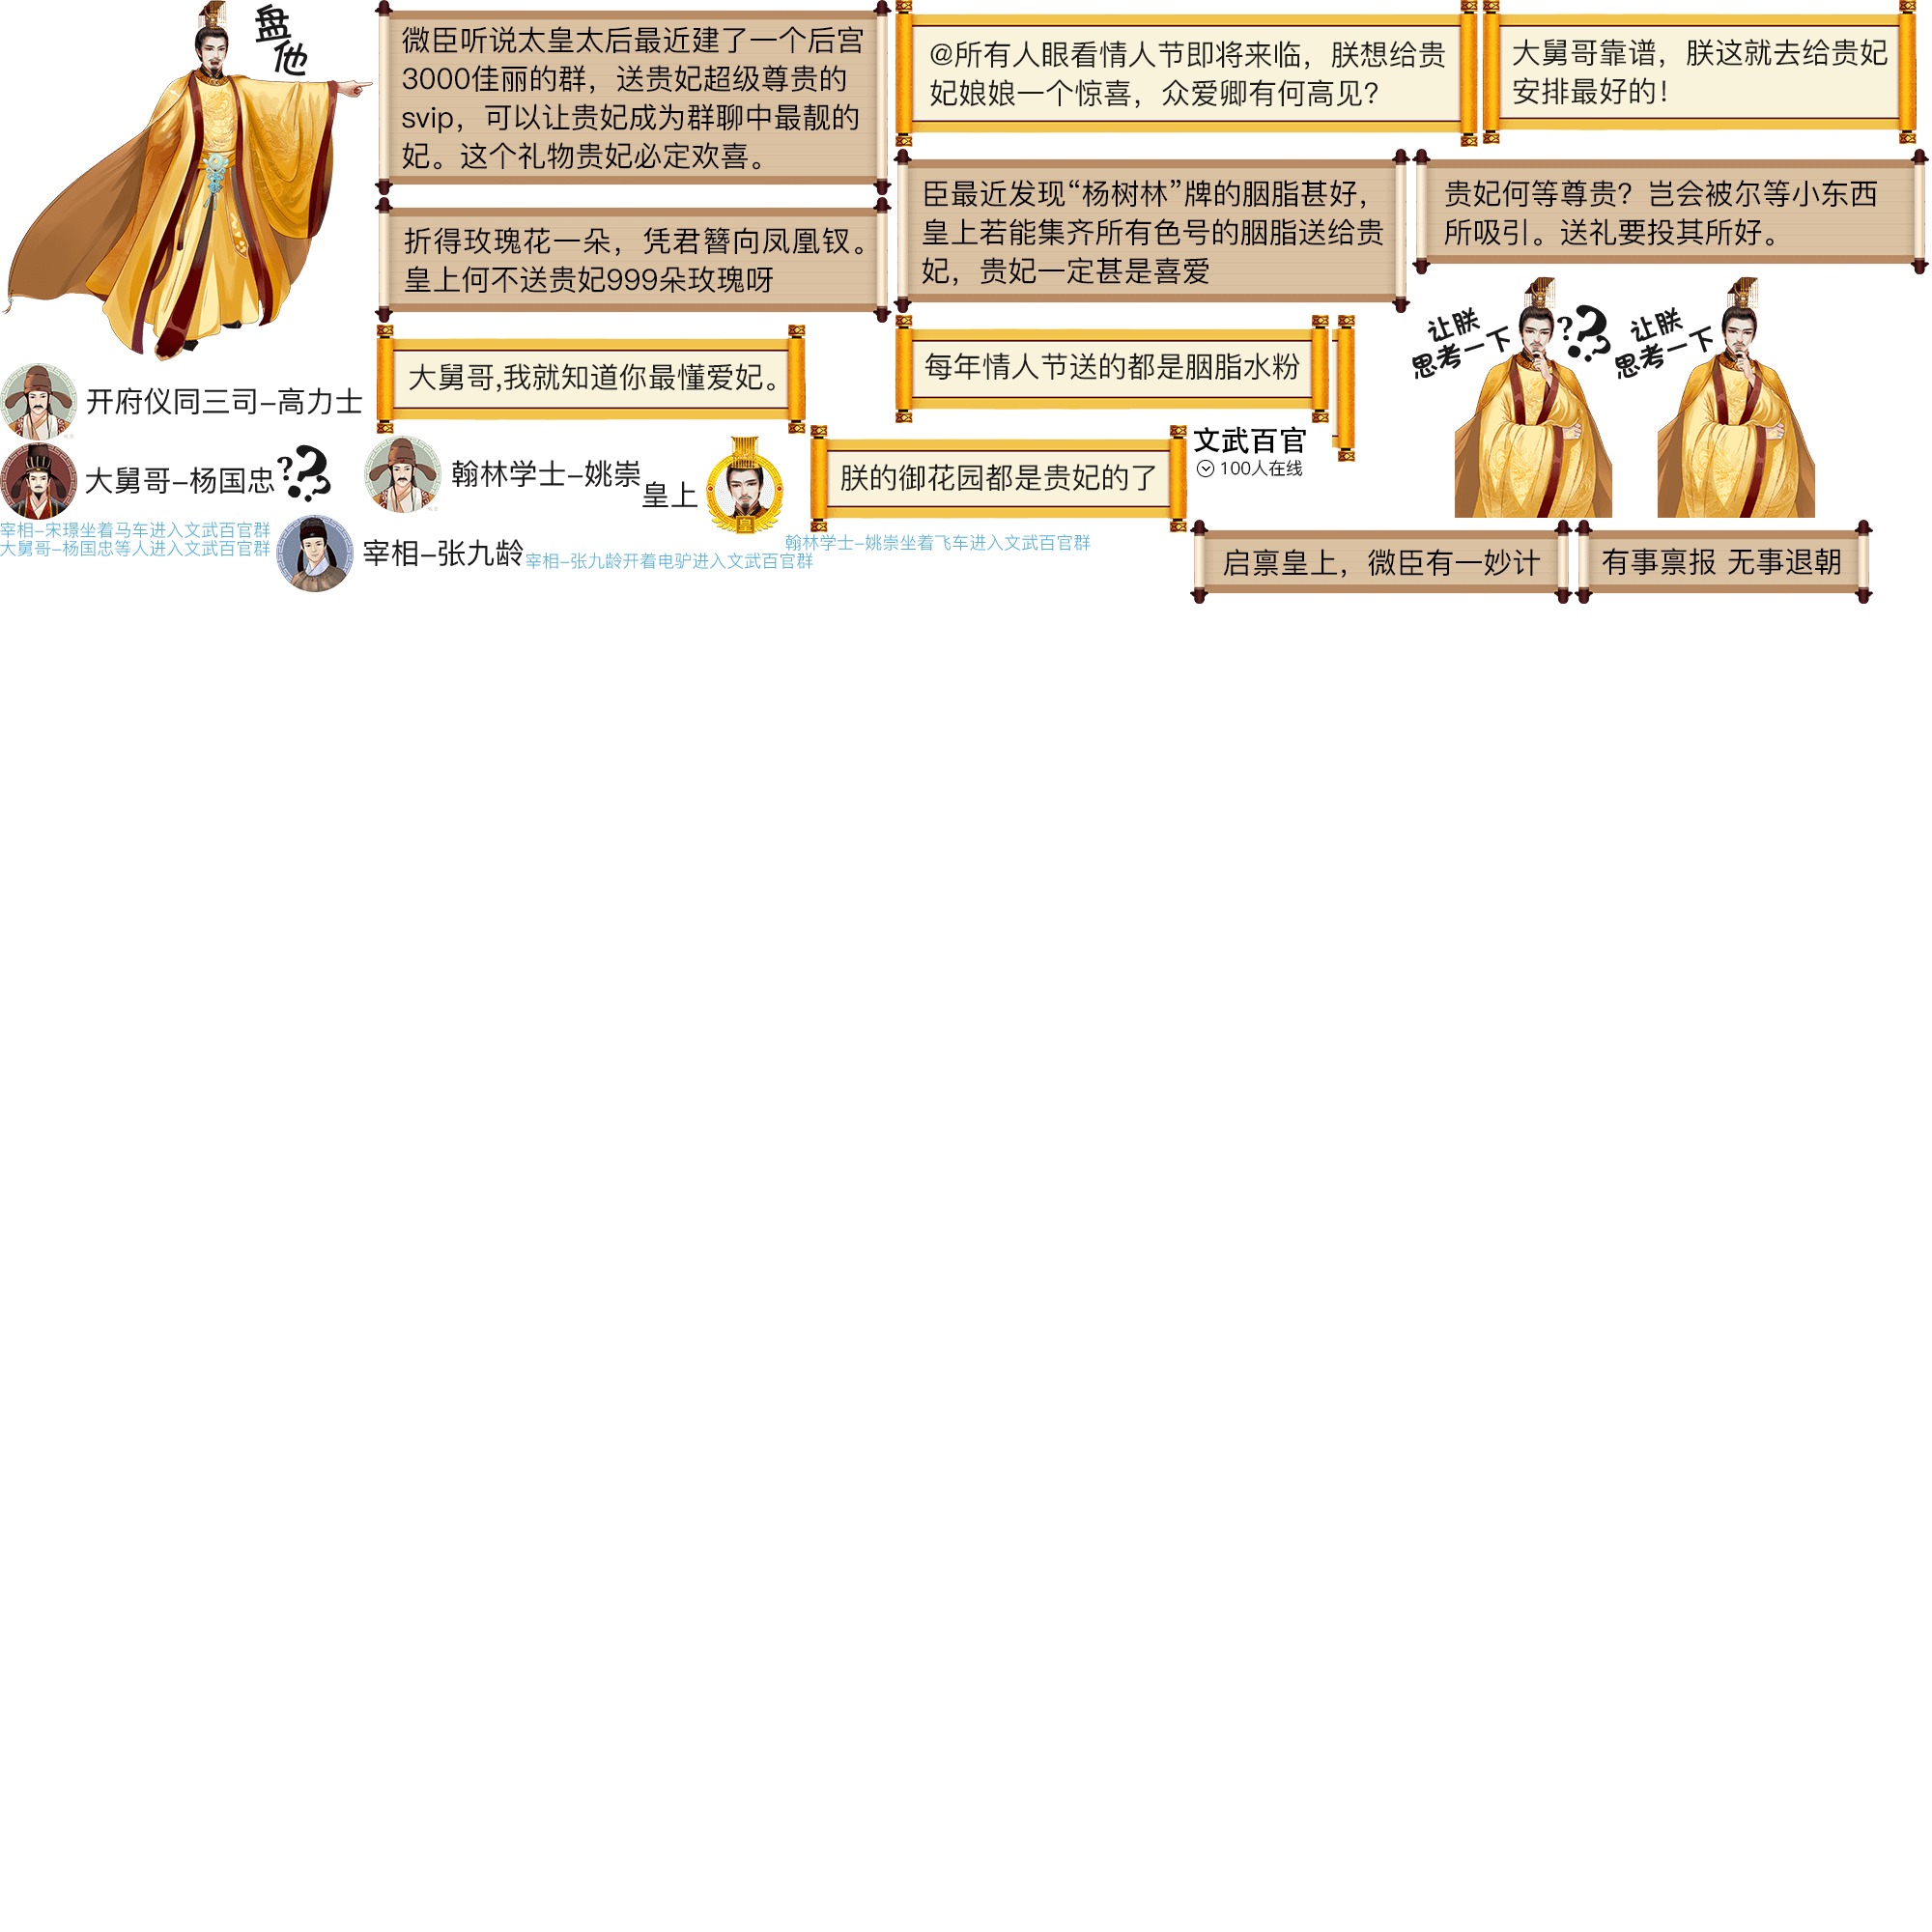 盘他
微臣听说太皇太后最近建了一个后宫
3000佳丽的群，送贵妃超级尊贵的
svip，可以让贵妃成为群聊中最靓的
妃。这个礼物贵妃必定欢喜。
@所有人眼看情人节即将来临，朕想给贵
妃娘娘一个惊喜，众爱卿有何高见？
大舅哥靠谱，朕这就去给贵妃
安排最好的！
折得玫瑰花一朵，凭君簪向凤凰钗。
皇上何不送贵妃999朵玫瑰呀
臣最近发现“杨树林”牌的胭脂甚好，
皇上若能集齐所有色号的胭脂送给贵
妃，贵妃一定甚是喜爱
贵妃何等尊贵？岂会被尔等小东西
所吸引。送礼要投其所好。
让朕
思考一下
???
让朕
思考一下
大舅哥,我就知道你最懂爱妃。
每年情人节送的都是胭脂水粉
开府仪同三司-高力士
大舅哥-杨国忠
???
翰林学士-姚崇
皇上
朕的御花园都是贵妃的了
文武百官
100人在线
宰相-宋璟坐着马车进入文武百官群
大舅哥-杨国忠等人进入文武百官群
宰相-张九龄
宰相-张九龄开着电驴进入文武百官群
翰林学士-姚崇坐着飞车进入文武百官群
启禀皇上，微臣有一妙计
有事禀报 无事退朝